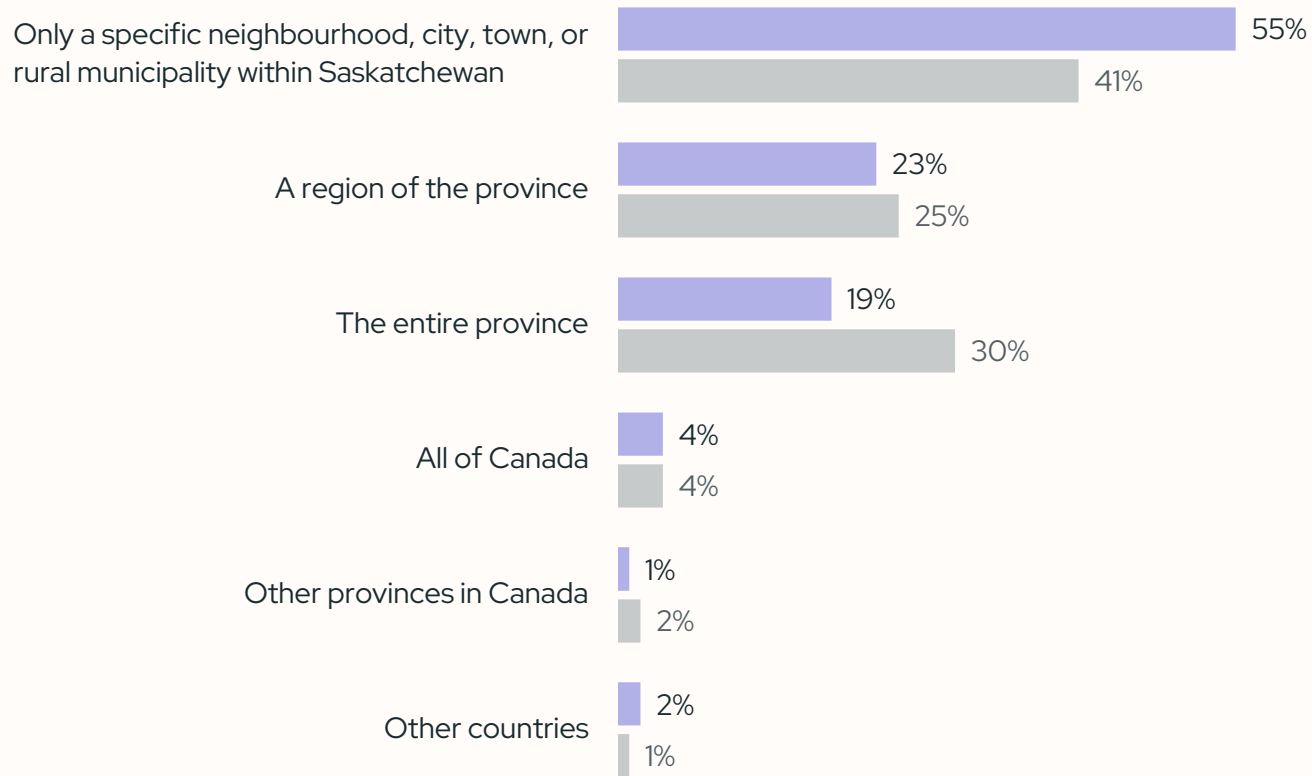 Only a specific neighbourhood, city, town, or
rural municipality within Saskatchewan
55%
41%
A region of the province
23%
25%
The entire province
19%
30%
All of Canada
4%
4%
Other provinces in Canada
1%
2%
Other countries
2%
1%